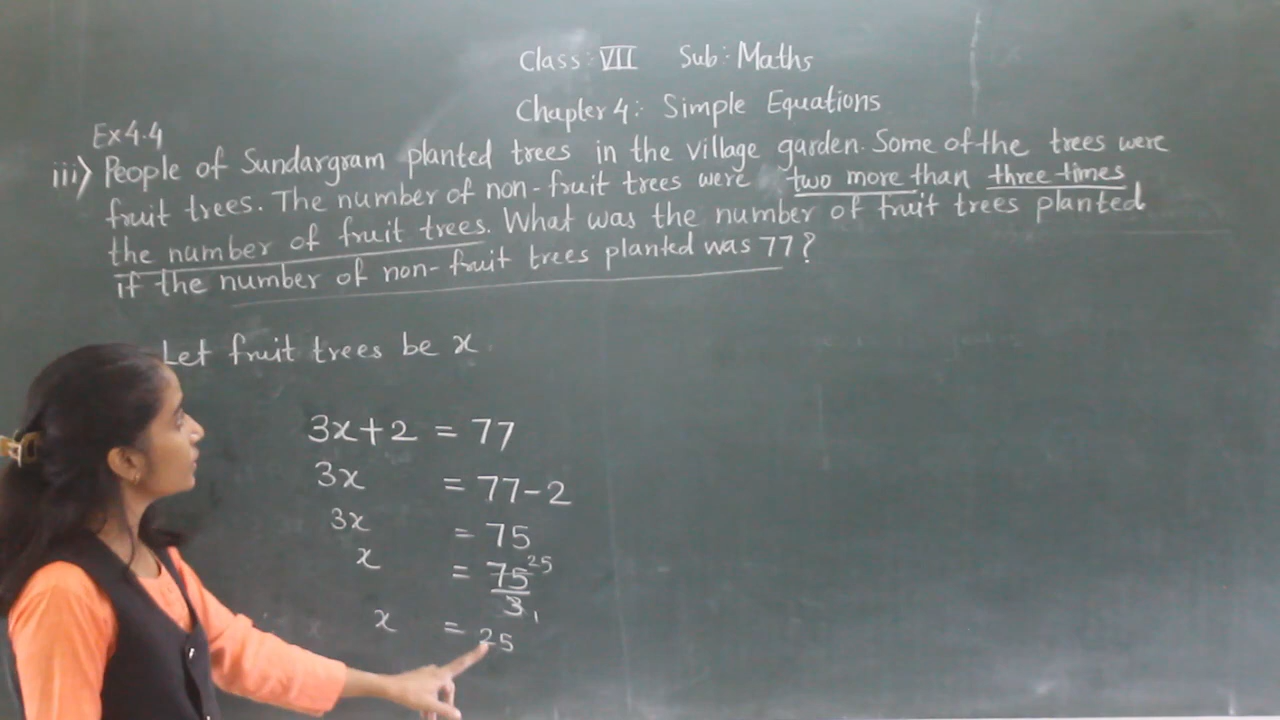 Class: VII Sub: Maths
Chapter 4: Simple Equations
Ex 4.4
iii) People of Sundargram planted trees in the village garden. Some of the trees were
fruit trees. The number of non-fruit trees were two more than three times
the number of fruit trees. What was the number of fruit trees planted
if the number of non-fruit trees planted was 77?
Let fruit trees be x.
3x+2 = 77
3x = 77-2
3x = 75
x = 75/3 25 1
x = 25